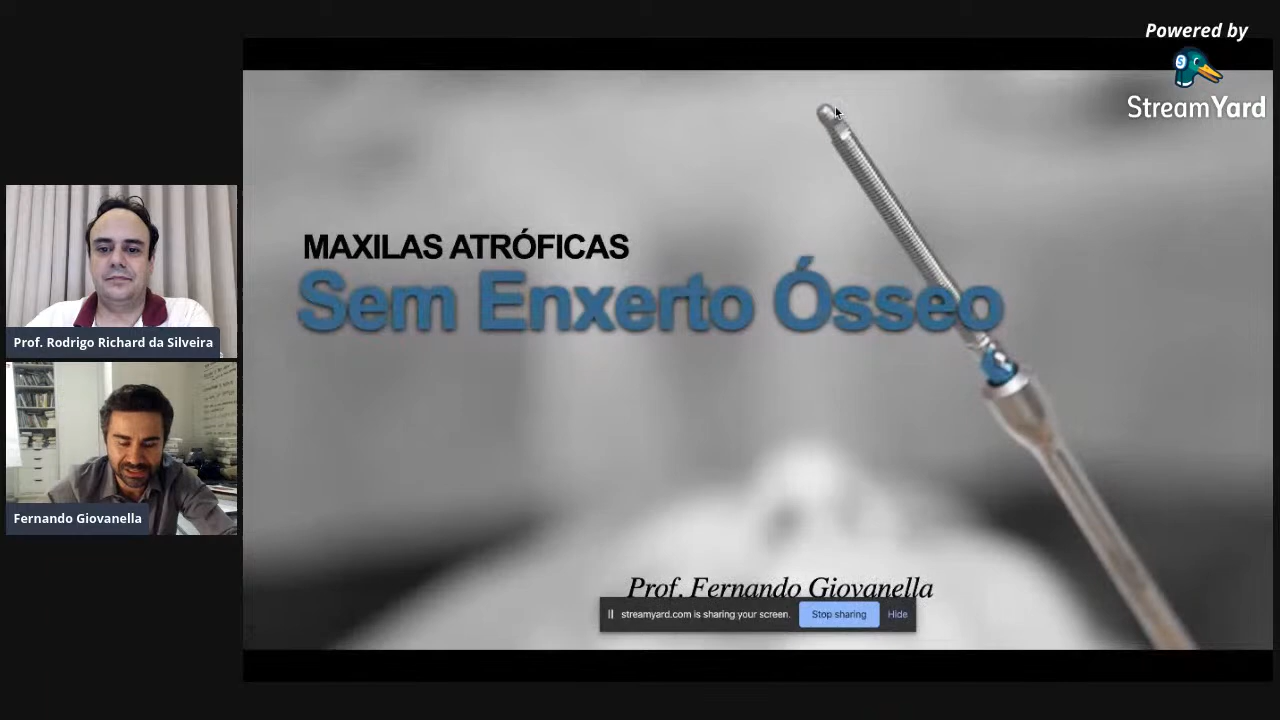 Powered by
StreamYard
MAXILAS ATRÓFICAS
Sem Enxerto Ósseo
Prof. Rodrigo Richard da Silveira
Fernando Giovanella
Prof. Fernando Giovanella
streamyard.com is sharing your screen.
Stop sharing
Hide